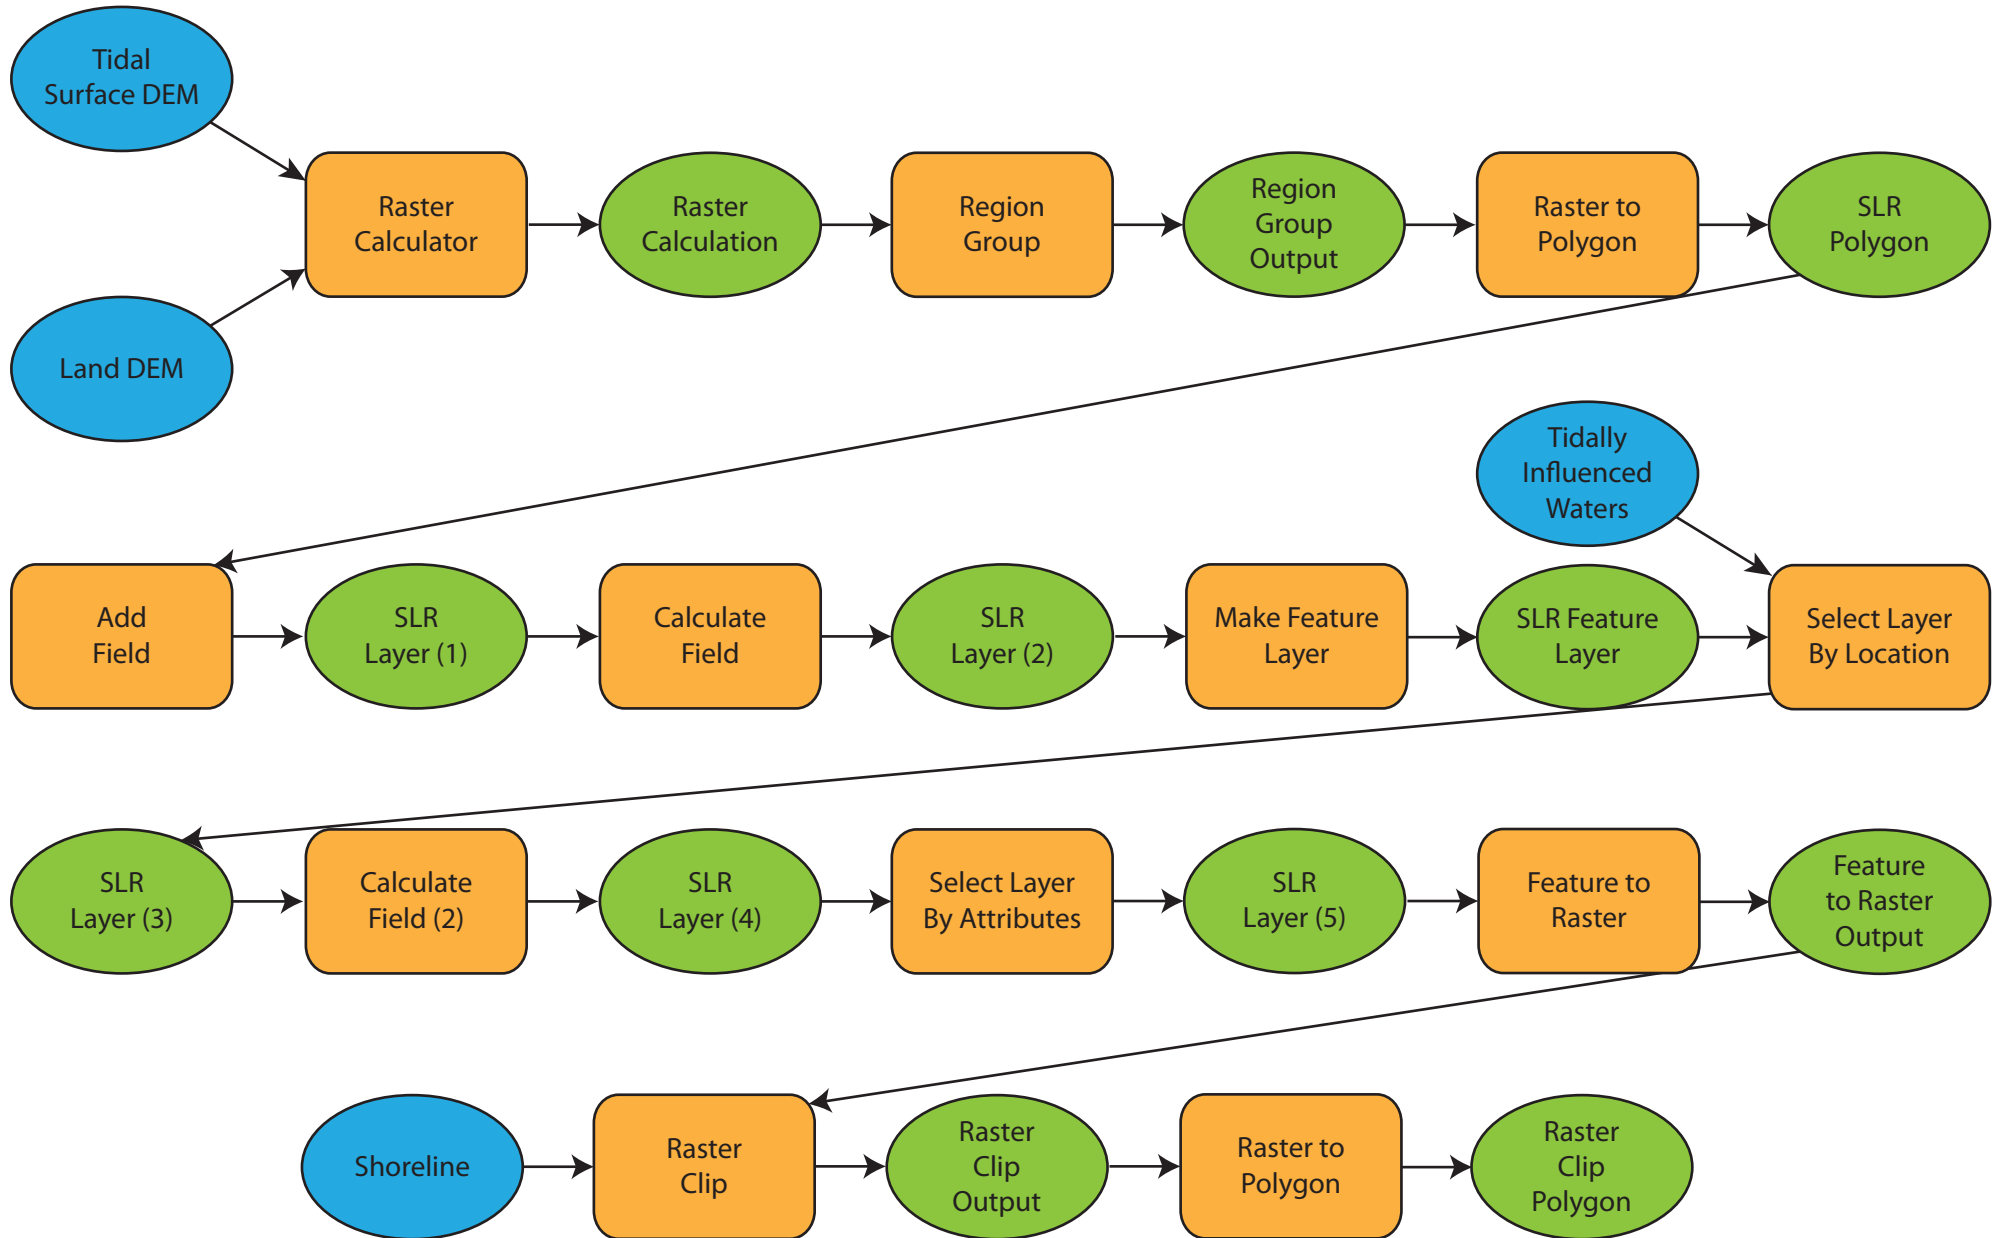 Tidal
Surface DEM
Raster
Calculator
Raster
Calculation
Region
Group
Region
Group
Output
Raster to
Polygon
SLR
Polygon
Land DEM
Tidally
Influenced
Waters
Add
Field
SLR
Layer (1)
Calculate
Field
SLR
Layer (2)
Make Feature
Layer
SLR Feature
Layer
Select Layer
By Location
SLR
Layer (3)
Calculate
Field (2)
SLR
Layer (4)
Select Layer
By Attributes
SLR
Layer (5)
Feature to
Raster
Feature
to Raster
Output
Shoreline
Raster
Clip
Raster
Clip
Output
Raster to
Polygon
Raster
Clip
Polygon